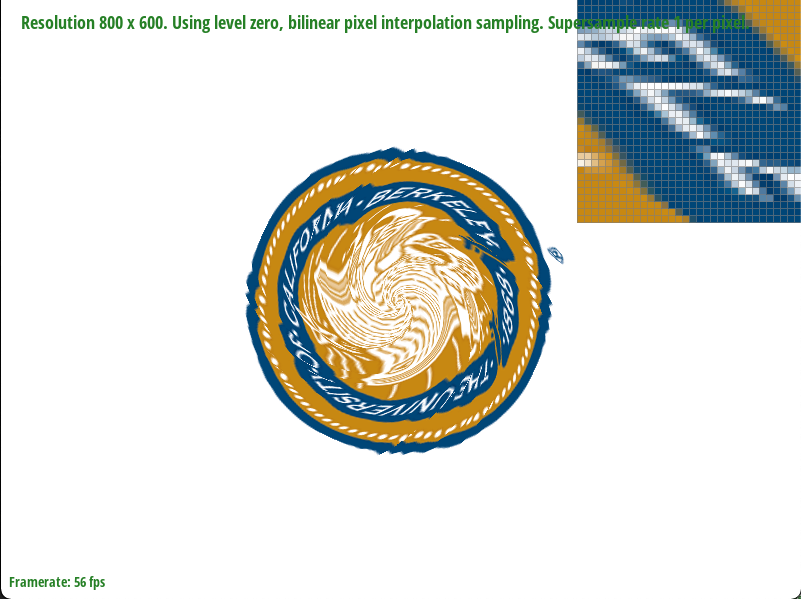 Resolution 800 x 600. Using level zero, bilinear pixel interpolation sampling. Supersample rate 1 per pixel.
CALIFORNIA · BERKELEY
·1868·
THE UNIVERSITY OF
®
Framerate: 56 fps